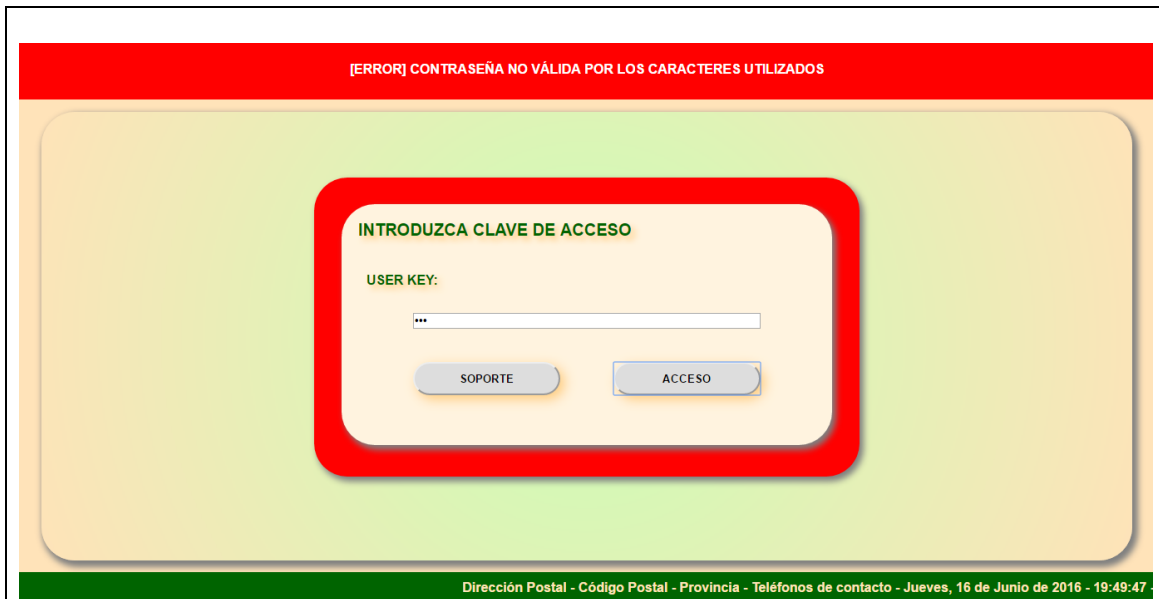 [ERROR] CONTRASEÑA NO VÁLIDA POR LOS CARACTERES UTILIZADOS
INTRODUZCA CLAVE DE ACCESO
USER KEY:
•••
SOPORTE ACCESO
Dirección Postal - Código Postal - Provincia - Teléfonos de contacto - Jueves, 16 de Junio de 2016 - 19:49:47 -